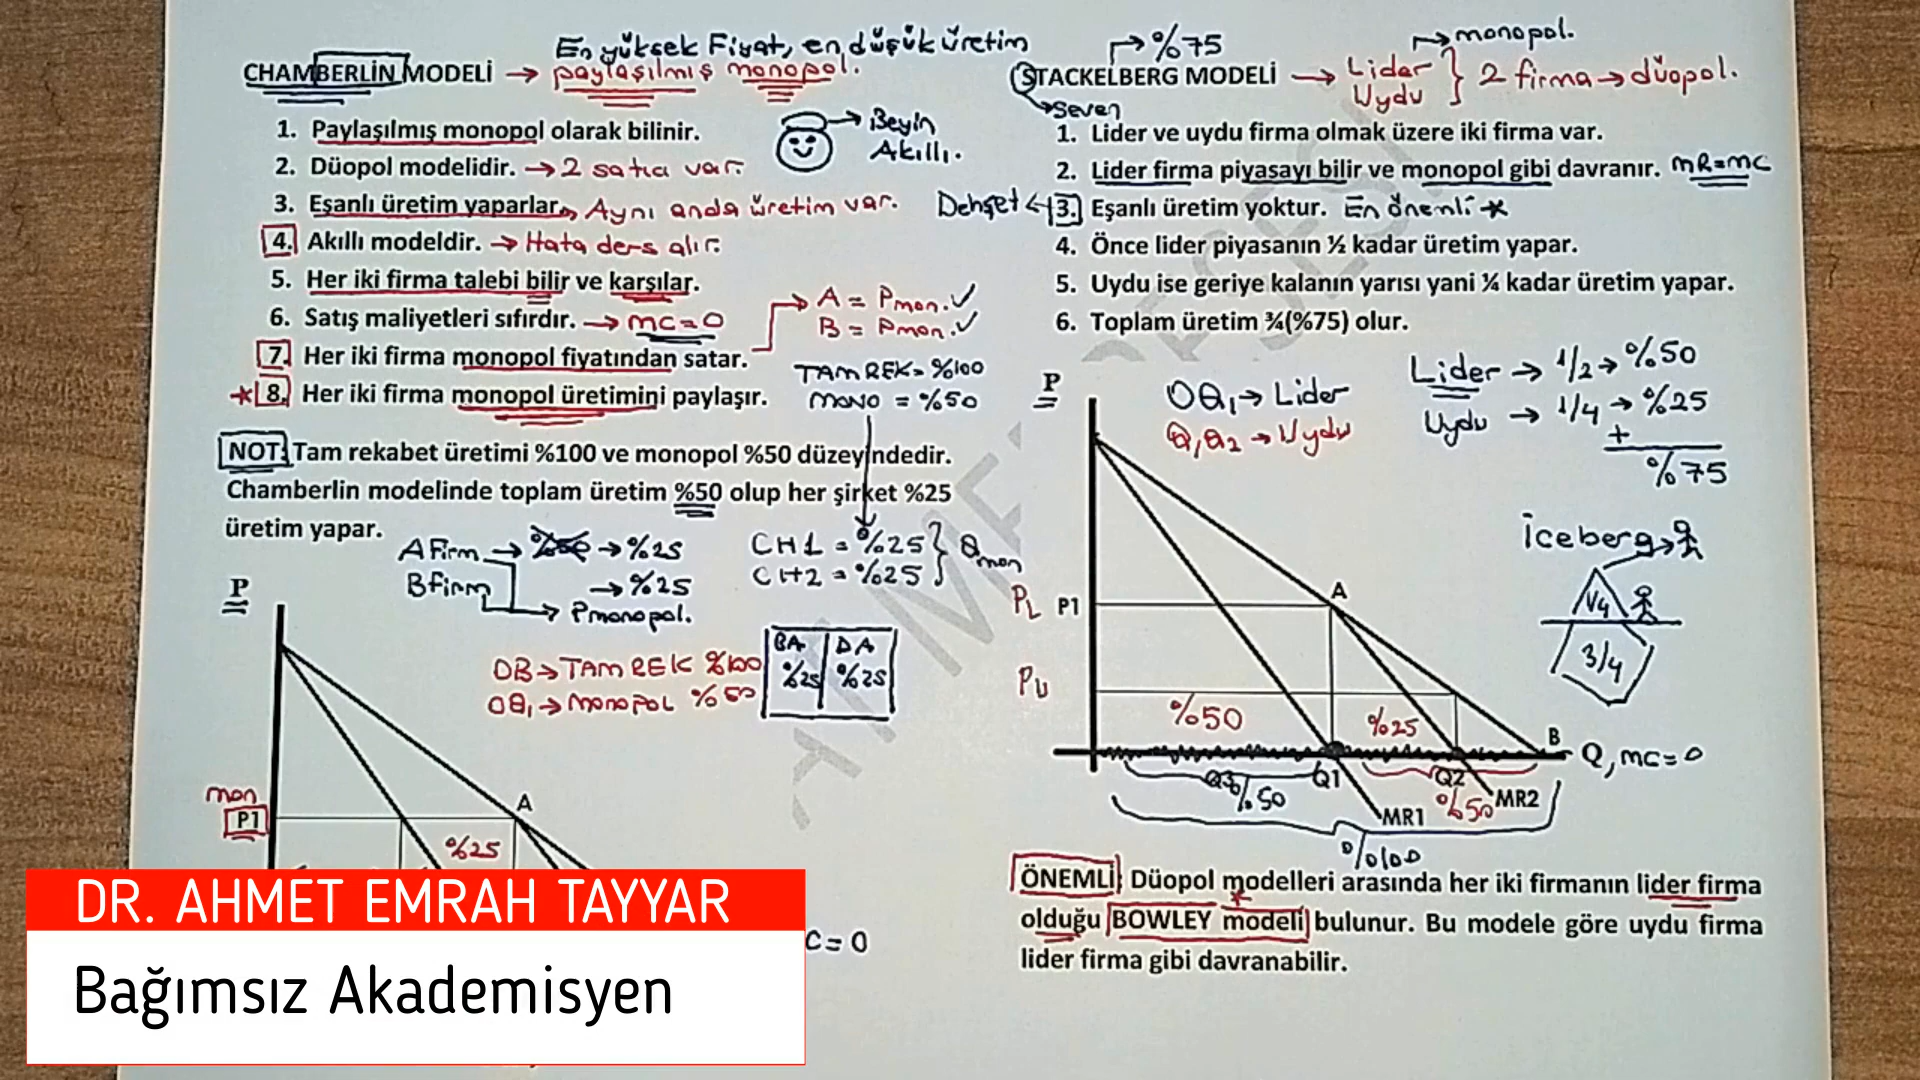 En yüksek Fiyat, en düşük üretim
CHAMBERLİN MODELİ → paylaşılmış monopol.
1. Paylaşılmış monopol olarak bilinir.
→ Beyin
Akıllı.
2. Düopol modelidir. → 2 satıcı var.
3. Eşanlı üretim yaparlar → Aynı anda üretim var.
4. Akıllı modeldir. → Hata ders alır.
5. Her iki firma talebi bilir ve karşılar.
6. Satış maliyetleri sıfırdır. → MC=0
→ A = Pmon. ✓
B = Pmon. ✓
7. Her iki firma monopol fiyatından satar.
* 8. Her iki firma monopol üretimini paylaşır.
TAM REK = %100
MONO = %50
NOT: Tam rekabet üretimi %100 ve monopol %50 düzeyindedir.
Chamberlin modelinde toplam üretim %50 olup her şirket %25
üretim yapar.
A Firm → %50 → %25
B firm → %25
→ Pmonopol.
CH1 = %25 } Qmon
CH2 = %25
P
OB → TAM REK %100
OQ1 → MONOPOL %50
BA DA
%25 %25
mon
P1
A
%25
C=0
→ %75
→ monopol.
STACKELBERG MODELİ → Lider } 2 firma → düopol.
Uydu
→ Seven
1. Lider ve uydu firma olmak üzere iki firma var.
2. Lider firma piyasayı bilir ve monopol gibi davranır. MR=MC
Dehşet ← 3. Eşanlı üretim yoktur. En önemli *
4. Önce lider piyasanın ½ kadar üretim yapar.
5. Uydu ise geriye kalanın yarısı yani ¼ kadar üretim yapar.
6. Toplam üretim ¾(%75) olur.
P
OQ1 → Lider
Q1Q2 → Uydu
Lider → 1/2 → %50
Uydu → 1/4 → %25
+
%75
iceberg →
1/4
3/4
PL P1
A
PU
%50
%25
B
Q, MC=0
Q3 Q1 Q2
%50
%50
MR1
MR2
%100
ÖNEMLİ: Düopol modelleri arasında her iki firmanın lider firma
olduğu BOWLEY modeli bulunur. Bu modele göre uydu firma
lider firma gibi davranabilir.
DR. AHMET EMRAH TAYYAR
Bağımsız Akademisyen